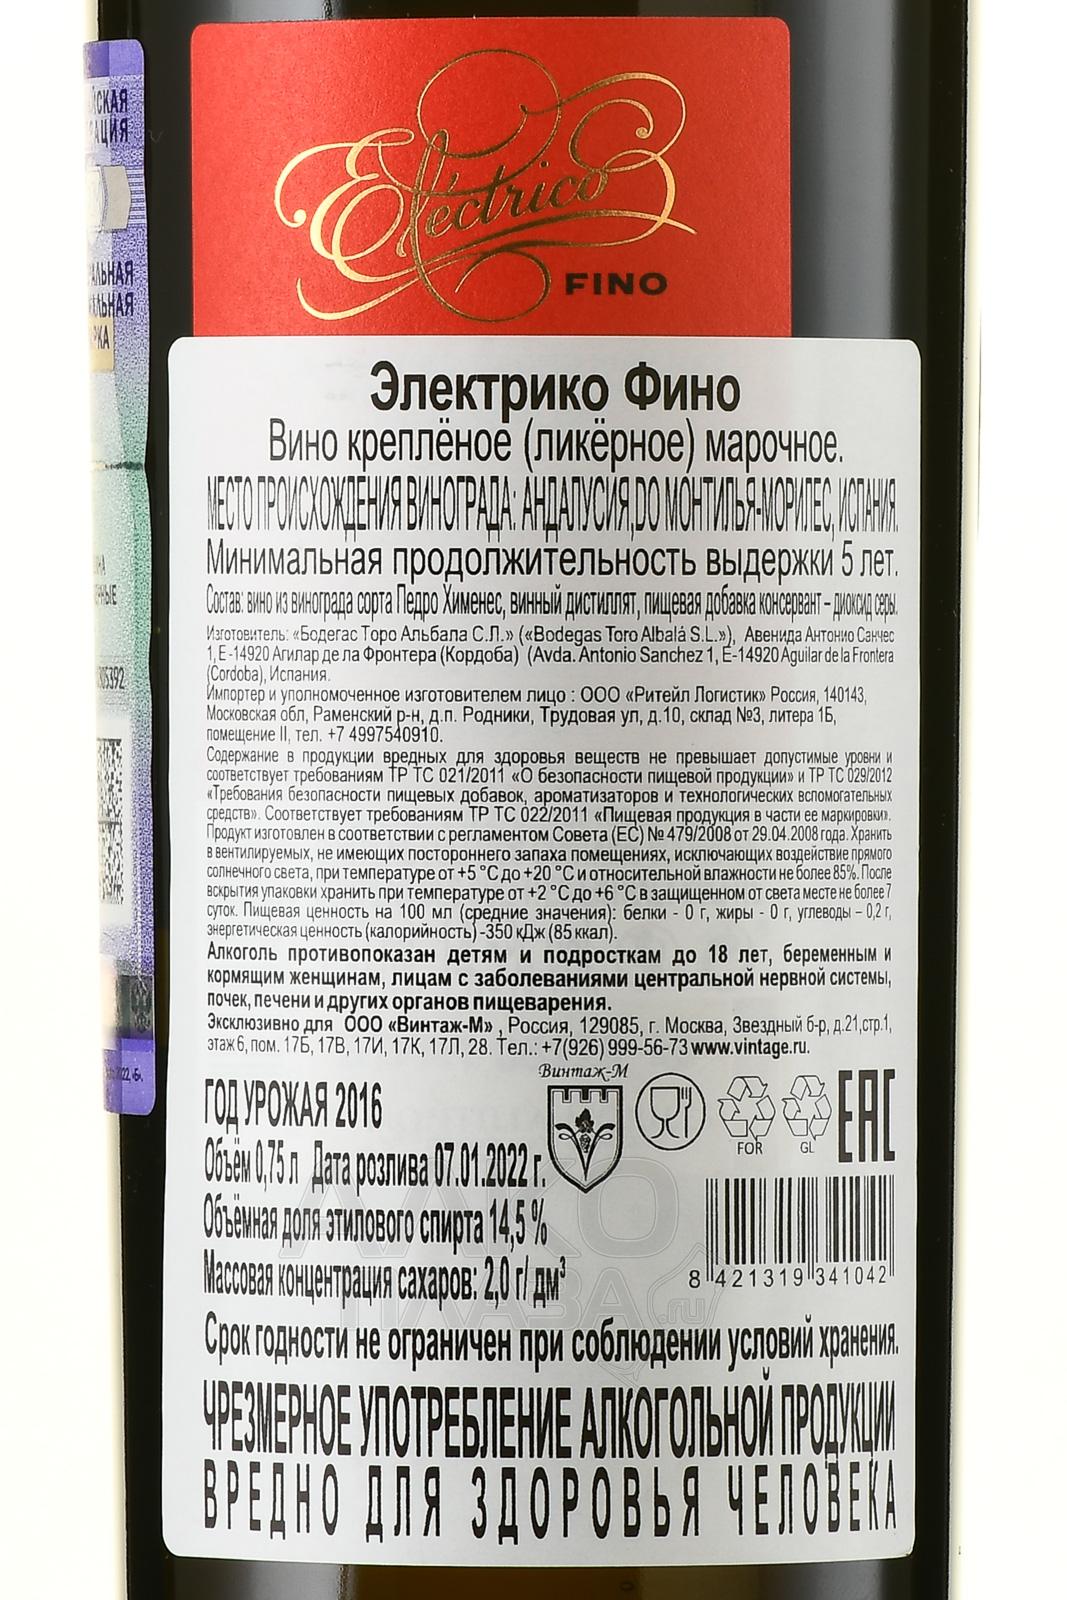 Eléctrico
FINO
Электрико Фино
Вино креплёное (ликёрное) марочное.
МЕСТО ПРОИСХОЖДЕНИЯ ВИНОГРАДА: АНДАЛУСИЯ,DO МОНТИЛЬЯ-МОРИЛЕС, ИСПАНИЯ.
Минимальная продолжительность выдержки 5 лет.
Состав: вино из винограда сорта Педро Хименес, винный дистиллят, пищевая добавка консервант – диоксид серы.
Изготовитель: «Бодегас Торо Альбала С.Л.» («Bodegas Toro Albalá S.L.»), Авенида Антонио Санчес
1, E -14920 Агилар де ла Фронтера (Кордоба) (Avda. Antonio Sanchez 1, E-14920 Aguilar de la Frontera
(Cordoba), Испания.
Импортер и уполномоченное изготовителем лицо : ООО «Ритейл Логистик» Россия, 140143,
Московская обл, Раменский р-н, д.п. Родники, Трудовая ул, д.10, склад №3, литера 1Б,
помещение II, тел. +7 4997540910.
Содержание в продукции вредных для здоровья веществ не превышает допустимые уровни и
соответствует требованиям ТР ТС 021/2011 «О безопасности пищевой продукции» и ТР ТС 029/2012
«Требования безопасности пищевых добавок, ароматизаторов и технологических вспомогательных
средств». Соответствует требованиям ТР ТС 022/2011 «Пищевая продукция в части ее маркировки».
Продукт изготовлен в соответствии с регламентом Совета (ЕС) № 479/2008 от 29.04.2008 года. Хранить
в вентилируемых, не имеющих постороннего запаха помещениях, исключающих воздействие прямого
солнечного света, при температуре от +5 °C до +20 °C и относительной влажности не более 85%. После
вскрытия упаковки хранить при температуре от +2 °C до +6 °C в защищенном от света месте не более 7
суток. Пищевая ценность на 100 мл (средние значения): белки - 0 г, жиры - 0 г, углеводы – 0,2 г,
энергетическая ценность (калорийность) -350 кДж (85 ккал).
Алкоголь противопоказан детям и подросткам до 18 лет, беременным и
кормящим женщинам, лицам с заболеваниями центральной нервной системы,
почек, печени и других органов пищеварения.
Эксклюзивно для ООО «Винтаж-М» , Россия, 129085, г. Москва, Звездный б-р, д.21,стр.1,
этаж 6, пом. 17Б, 17В, 17И, 17К, 17Л, 28. Тел.: +7(926) 999-56-73 www.vintage.ru.
Винтаж-М
ГОД УРОЖАЯ 2016
FOR
GL
EAC
Объём 0,75 л Дата розлива 07.01.2022 г.
Объёмная доля этилового спирта 14,5 %
Массовая концентрация сахаров: 2,0 г/ дм³
8 421319 341042
АЛКО
ПЛАЗА.ru
Срок годности не ограничен при соблюдении условий хранения.
ЧРЕЗМЕРНОЕ УПОТРЕБЛЕНИЕ АЛКОГОЛЬНОЙ ПРОДУКЦИИ
ВРЕДНО ДЛЯ ЗДОРОВЬЯ ЧЕЛОВЕКА